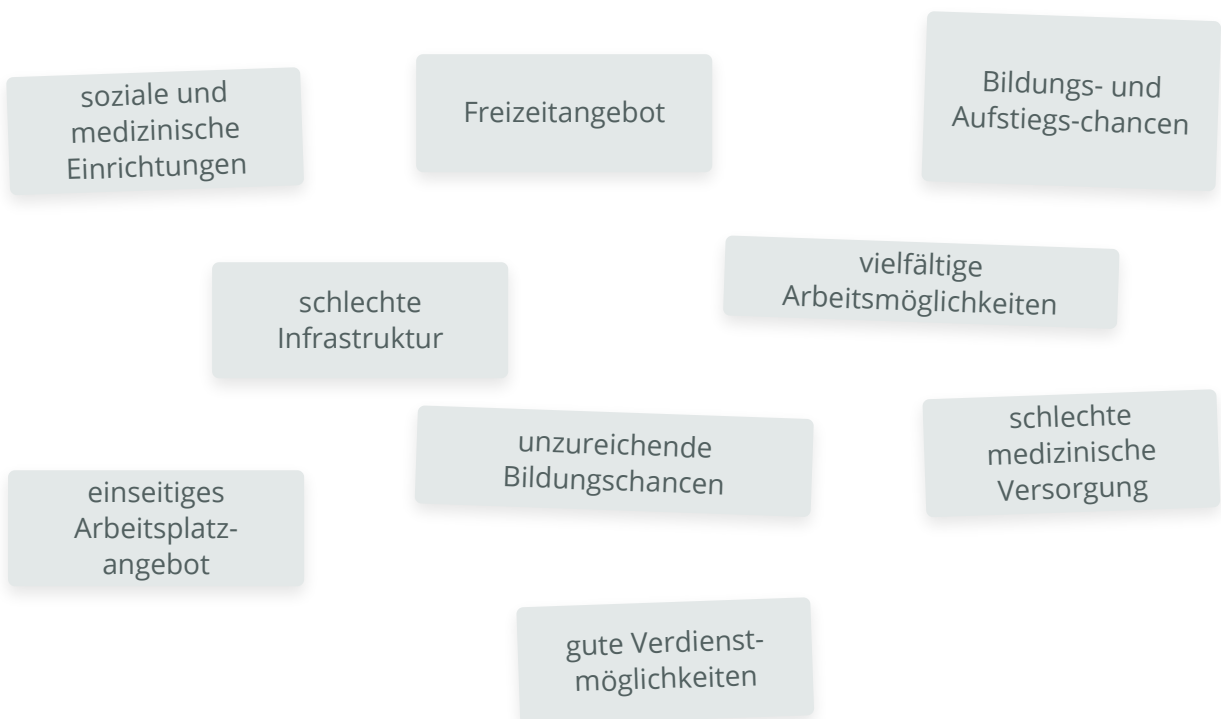 soziale und
medizinische
Einrichtungen
Freizeitangebot
Bildungs- und
Aufstiegs-chancen
schlechte
Infrastruktur
vielfältige
Arbeitsmöglichkeiten
unzureichende
Bildungschancen
schlechte
medizinische
Versorgung
einseitiges
Arbeitsplatz-
angebot
gute Verdienst-
möglichkeiten